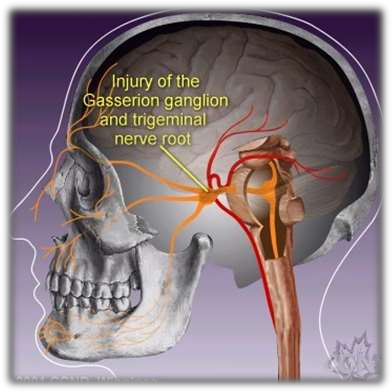 Injury of the
Gasserion ganglion
and trigeminal
nerve root